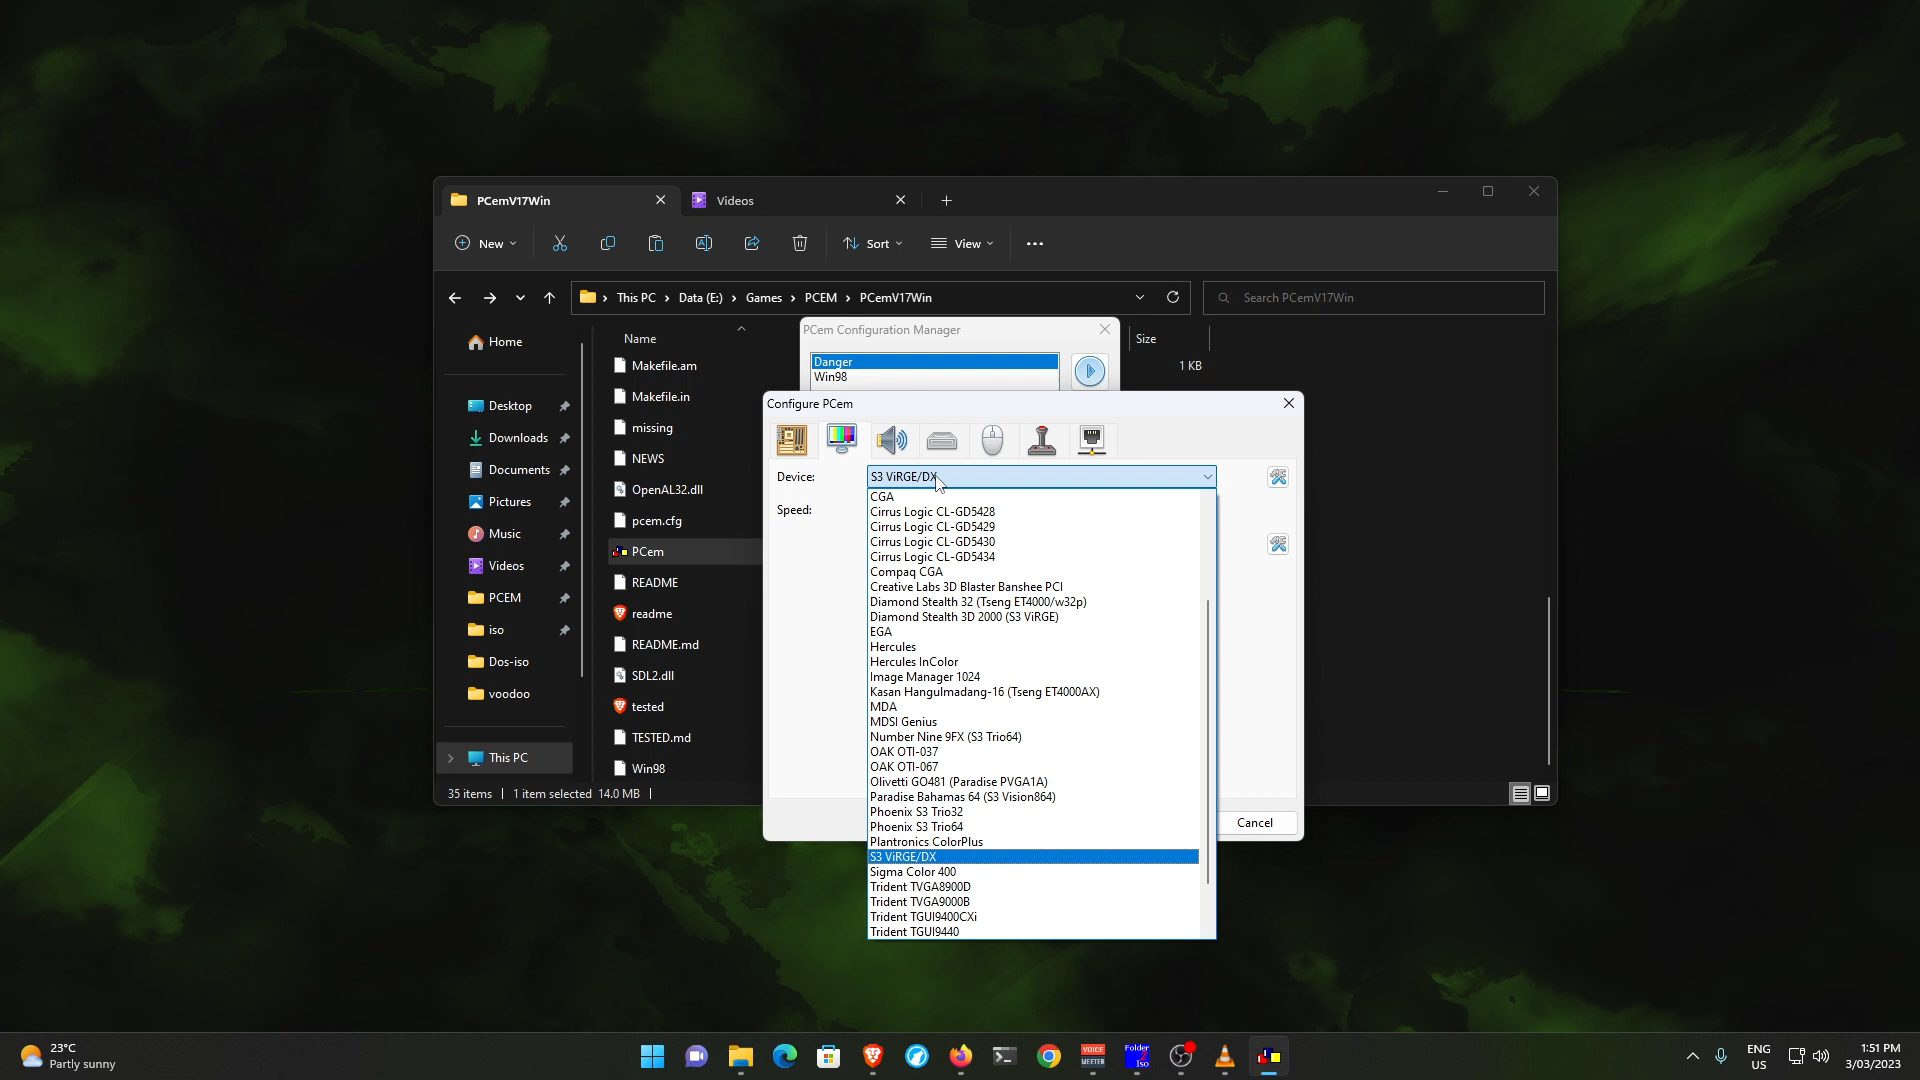 PCemV17Win
Videos
New
Sort
View
This PC
Data (E:)
Games
PCEM
PCemV17Win
Search PCemV17Win
Home
Desktop
Downloads
Documents
Pictures
Music
Videos
PCEM
iso
Dos-iso
voodoo
This PC
Name
Makefile.am
Makefile.in
missing
NEWS
OpenAL32.dll
pcem.cfg
PCem
README
readme
README.md
SDL2.dll
tested
TESTED.md
Win98
Size
1 KB
35 items
1 item selected 14.0 MB
PCem Configuration Manager
Danger
Win98
Configure PCem
Device:
S3 ViRGE/DX
Speed:
CGA
Cirrus Logic CL-GD5428
Cirrus Logic CL-GD5429
Cirrus Logic CL-GD5430
Cirrus Logic CL-GD5434
Compaq CGA
Creative Labs 3D Blaster Banshee PCI
Diamond Stealth 32 (Tseng ET4000/w32p)
Diamond Stealth 3D 2000 (S3 ViRGE)
EGA
Hercules
Hercules InColor
Image Manager 1024
Kasan Hangulmadang-16 (Tseng ET4000AX)
MDA
MDSI Genius
Number Nine 9FX (S3 Trio64)
OAK OTI-037
OAK OTI-067
Olivetti GO481 (Paradise PVGA1A)
Paradise Bahamas 64 (S3 Vision864)
Phoenix S3 Trio32
Phoenix S3 Trio64
Plantronics ColorPlus
S3 ViRGE/DX
Sigma Color 400
Trident TVGA8900D
Trident TVGA9000B
Trident TGUI9400CXi
Trident TGUI9440
Cancel
23°C
Partly sunny
VOICE
MEETER
Folder
2
Iso
ENG
US
1:51 PM
3/03/2023